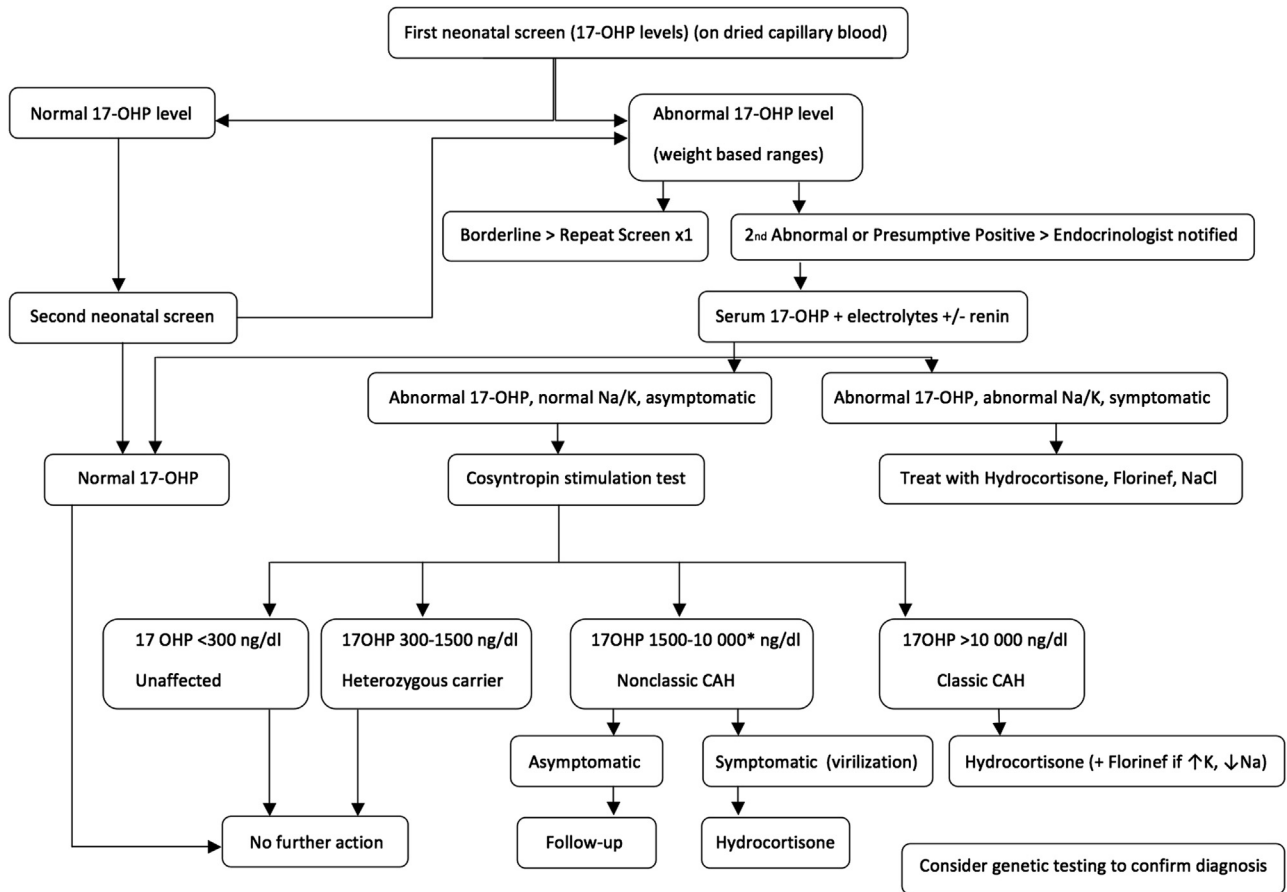 First neonatal screen (17-OHP levels) (on dried capillary blood)
Normal 17-OHP level
Abnormal 17-OHP level
(weight based ranges)
Borderline > Repeat Screen x1
2nd Abnormal or Presumptive Positive > Endocrinologist notified
Second neonatal screen
Serum 17-OHP + electrolytes +/- renin
Abnormal 17-OHP, normal Na/K, asymptomatic
Abnormal 17-OHP, abnormal Na/K, symptomatic
Normal 17-OHP
Cosyntropin stimulation test
Treat with Hydrocortisone, Florinef, NaCl
17 OHP <300 ng/dl
Unaffected
17OHP 300-1500 ng/dl
Heterozygous carrier
17OHP 1500-10 000* ng/dl
Nonclassic CAH
17OHP >10 000 ng/dl
Classic CAH
Asymptomatic
Symptomatic (virilization)
Hydrocortisone (+ Florinef if ↑K, ↓Na)
No further action
Follow-up
Hydrocortisone
Consider genetic testing to confirm diagnosis